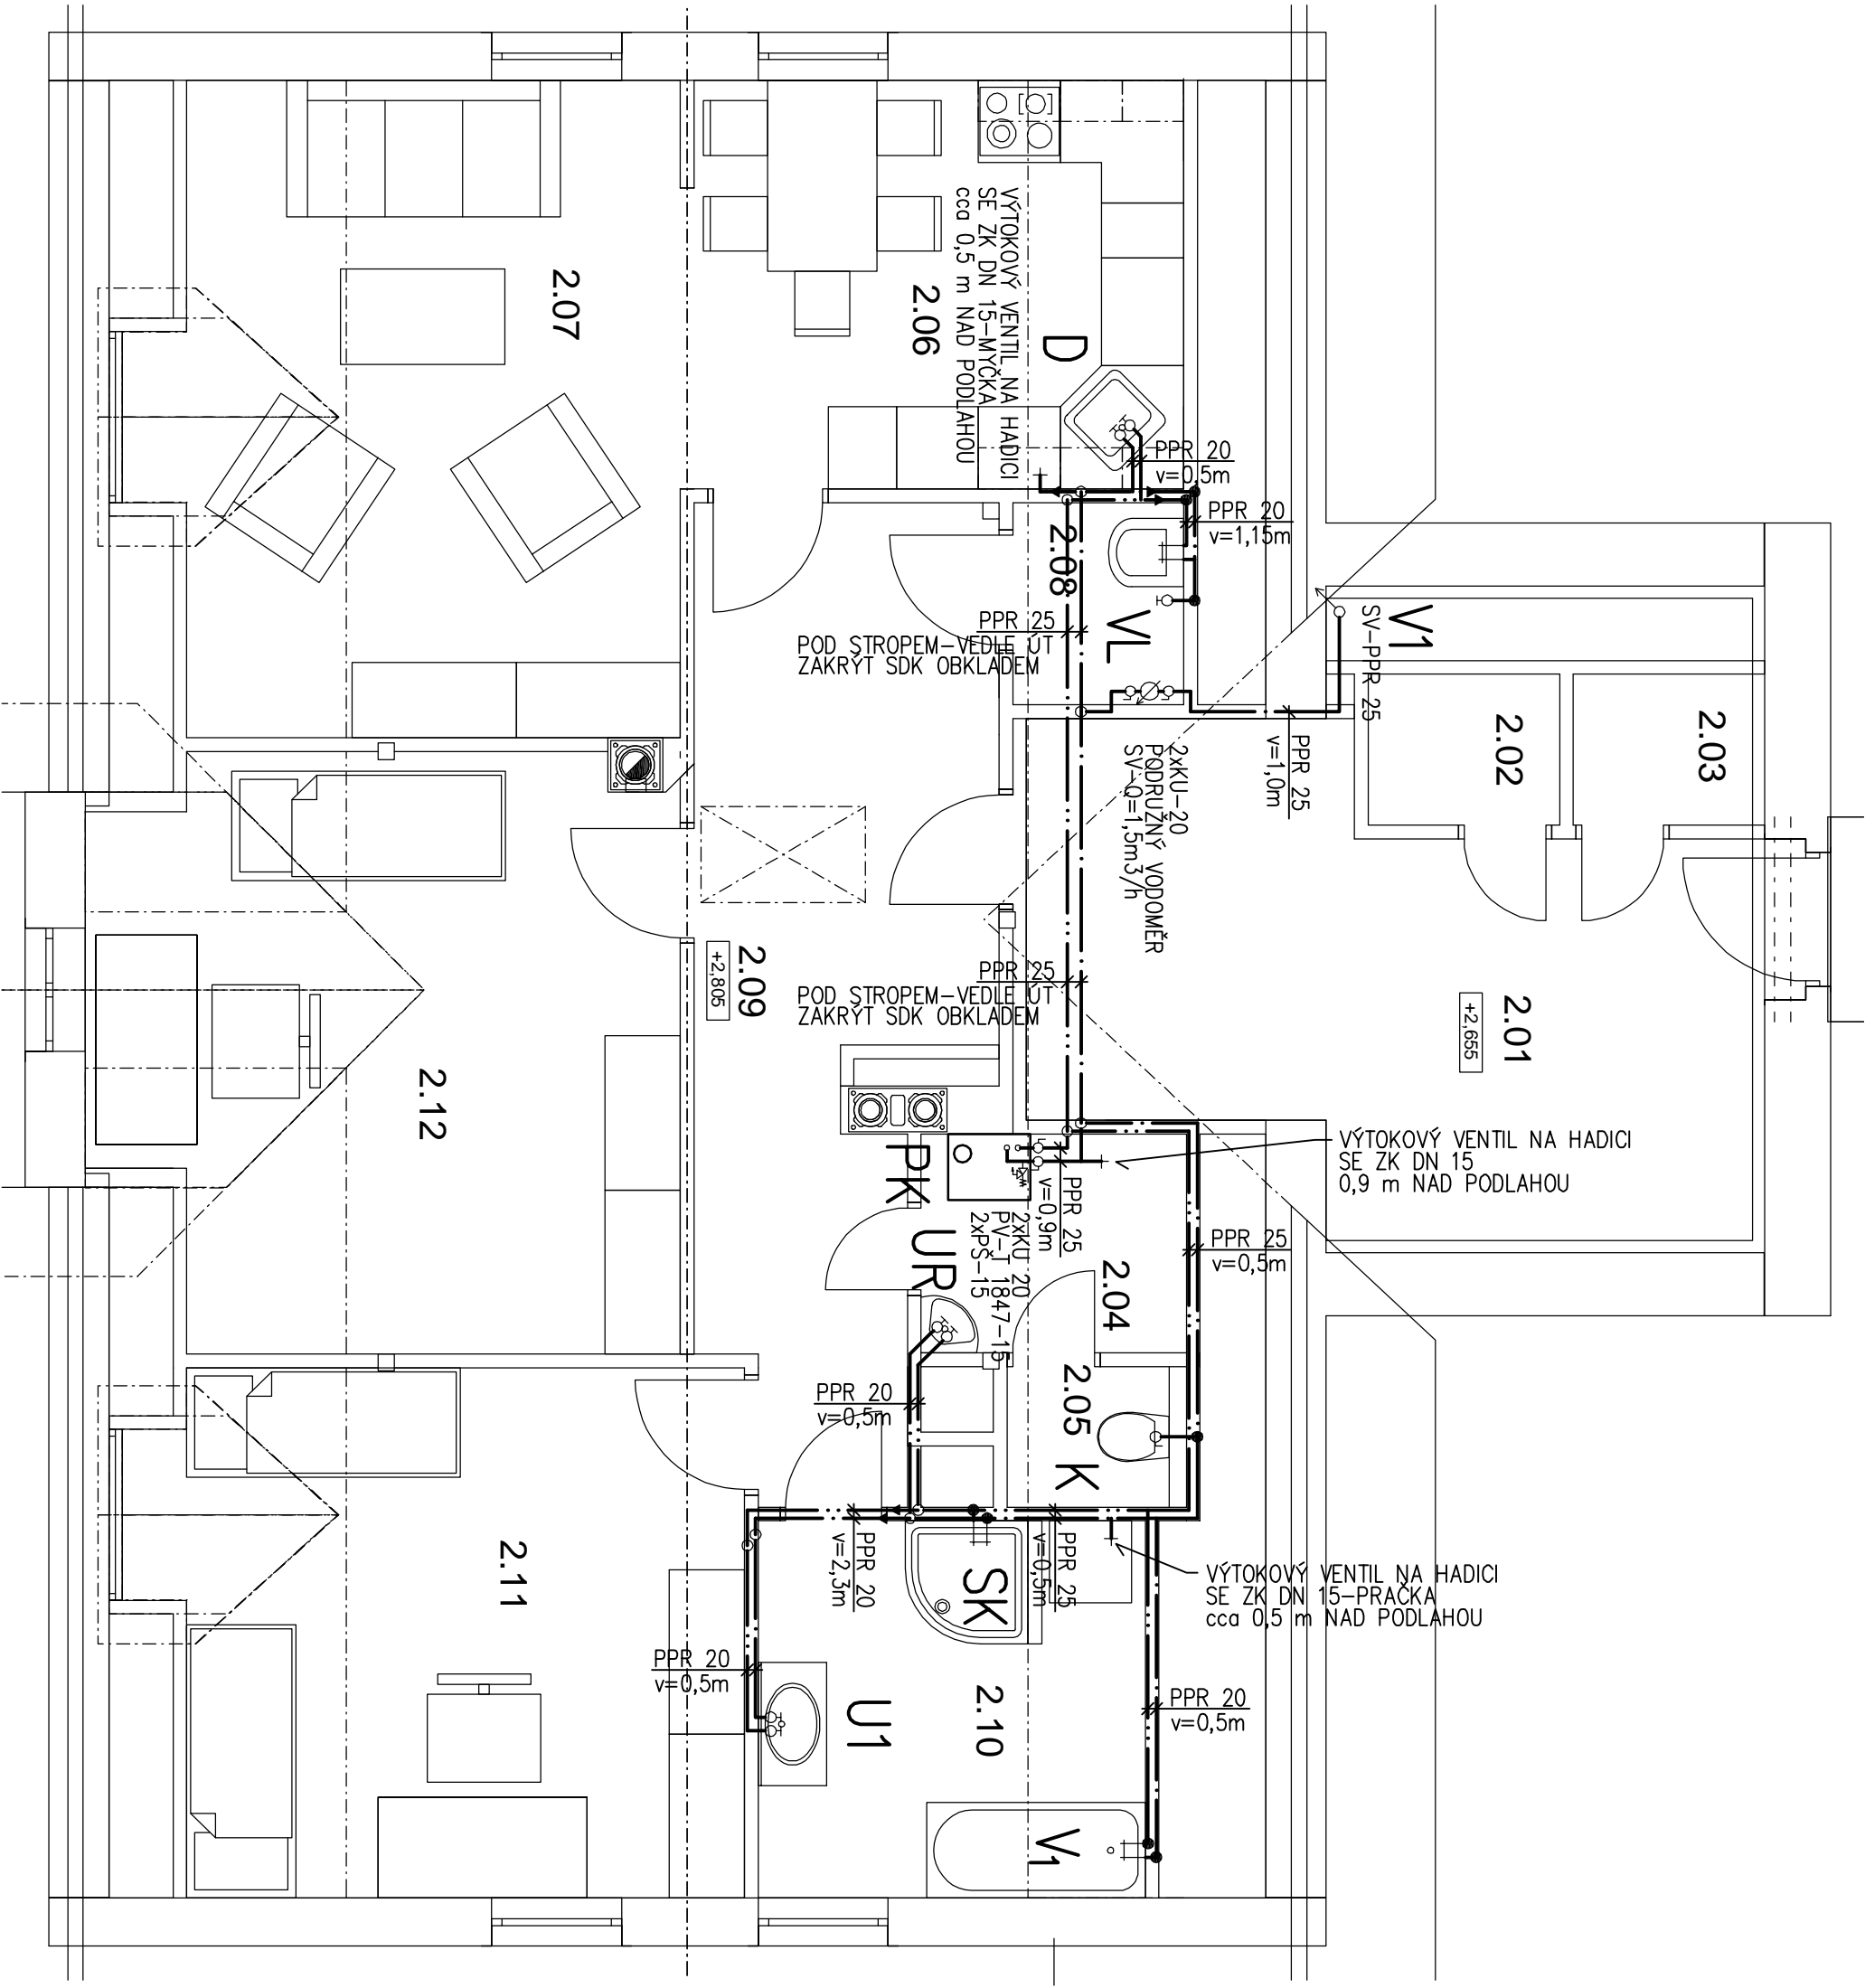 2.07
2.06
VÝTOKOVÝ VENTIL NA HADICI
SE ZK DN 15-MYČKA
cca 0,5 m NAD PODLAHOU
D
PPR 20
v=0,5m
PPR 20
v=1,15m
2.08
VL
PPR 25
POD STROPEM-VEDLE ÚT
ZAKRÝT SDK OBKLADEM
V1
SV-PPR 25
PPR 25
v=1,0m
2xKU-20
PODRUŽNÝ VODOMĚR
SV-Q=1,5m3/h
2.02
2.03
2.01
+2,655
2.09
+2,805
PPR 25
POD STROPEM-VEDLE ÚT
ZAKRÝT SDK OBKLADEM
2.12
PK
UR
PPR 25
v=0,9m
2xKU 20
PV-T 1847-15
2xPŠ-15
VÝTOKOVÝ VENTIL NA HADICI
SE ZK DN 15
0,9 m NAD PODLAHOU
PPR 25
v=0,5m
2.04
2.05
K
PPR 20
v=0,5m
PPR 20
v=2,3m
PPR 25
v=0,5m
SK
VÝTOKOVÝ VENTIL NA HADICI
SE ZK DN 15-PRAČKA
cca 0,5 m NAD PODLAHOU
2.11
PPR 20
v=0,5m
U1
2.10
PPR 20
v=0,5m
V1